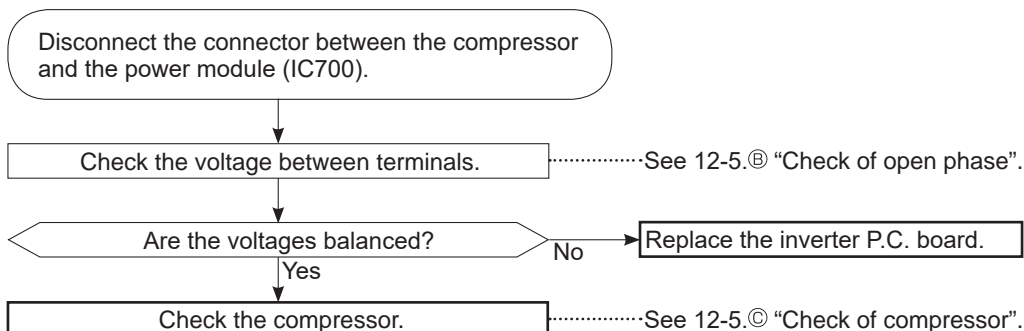 Disconnect the connector between the compressor
and the power module (IC700).
Check the voltage between terminals.
See 12-5.Ⓑ “Check of open phase”.
Are the voltages balanced?
No
Replace the inverter P.C. board.
Yes
Check the compressor.
See 12-5.Ⓒ “Check of compressor”.